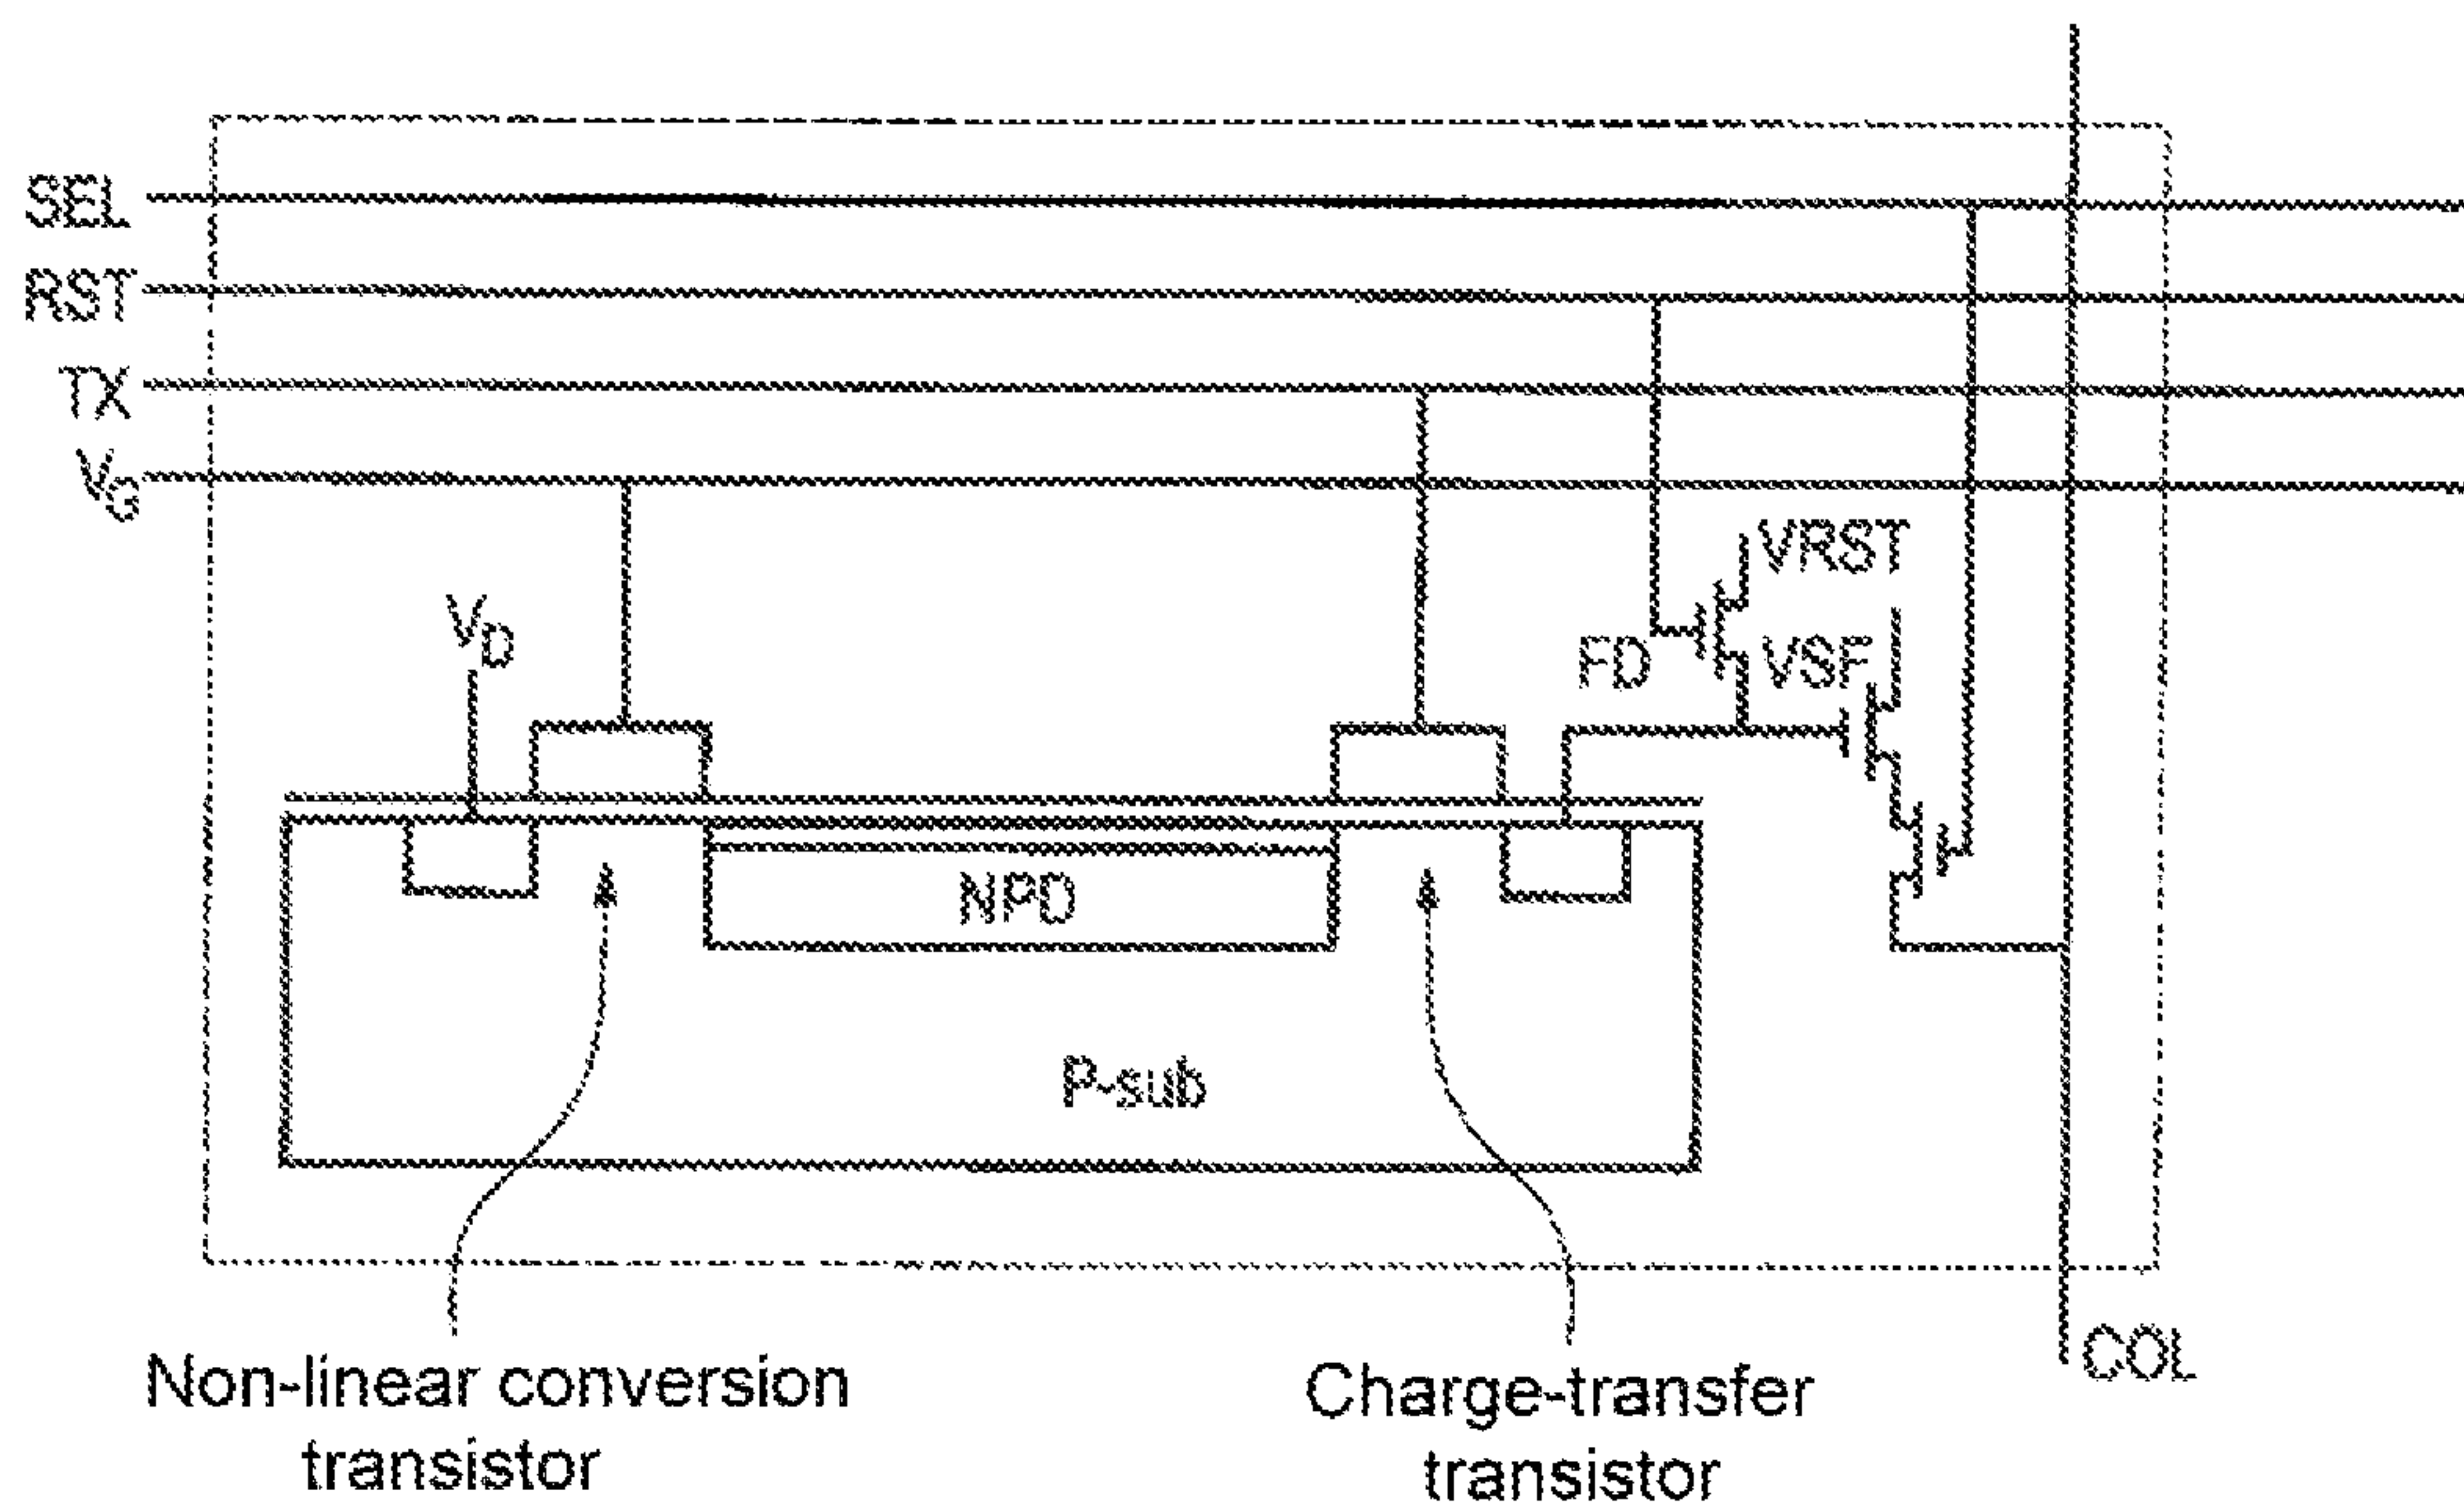 SEL
RST
TX
VG
VRST
VD
FD
VSF
NPD
P-sub
COL
Non-linear conversion
transistor
Charge-transfer
transistor